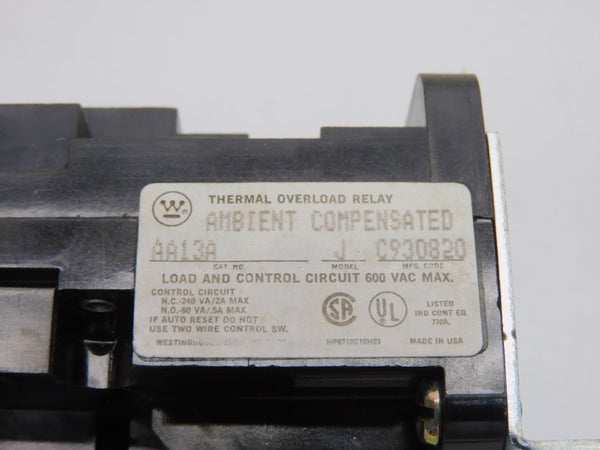 THERMAL OVERLOAD RELAY
AMBIENT COMPENSATED
AA13A J C930820
CAT. NO. MODEL MFG. CODE
LOAD AND CONTROL CIRCUIT 600 VAC MAX.
CONTROL CIRCUIT
N.C.-240 VA/2A MAX
N.O.-60 VA/.5A MAX
IF AUTO RESET DO NOT
USE TWO WIRE CONTROL SW.
W
SA
UL
LISTED
IND CONT EQ
MADE IN USA